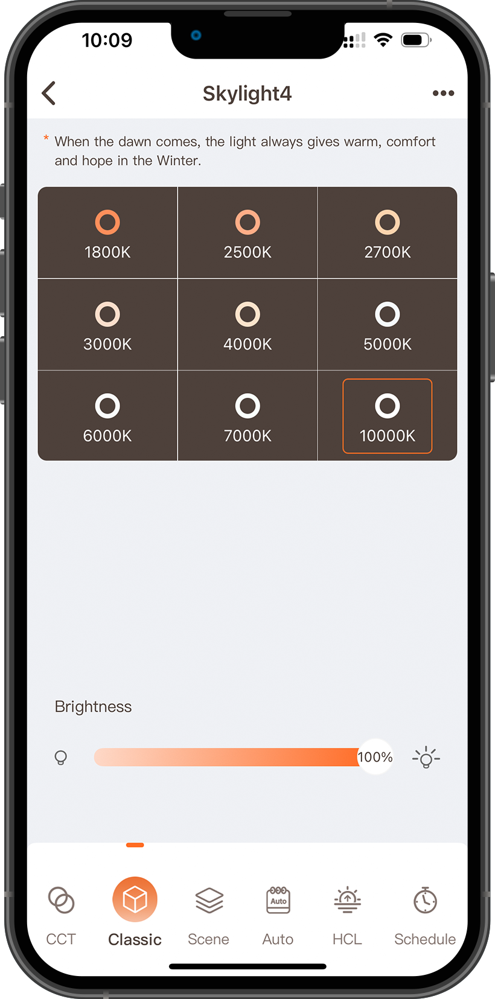 10:09
Skylight4
* When the dawn comes, the light always gives warm, comfort
and hope in the Winter.
1800K 2500K 2700K
3000K 4000K 5000K
6000K 7000K 10000K
Brightness
100%
Auto
CCT Classic Scene Auto HCL Schedule